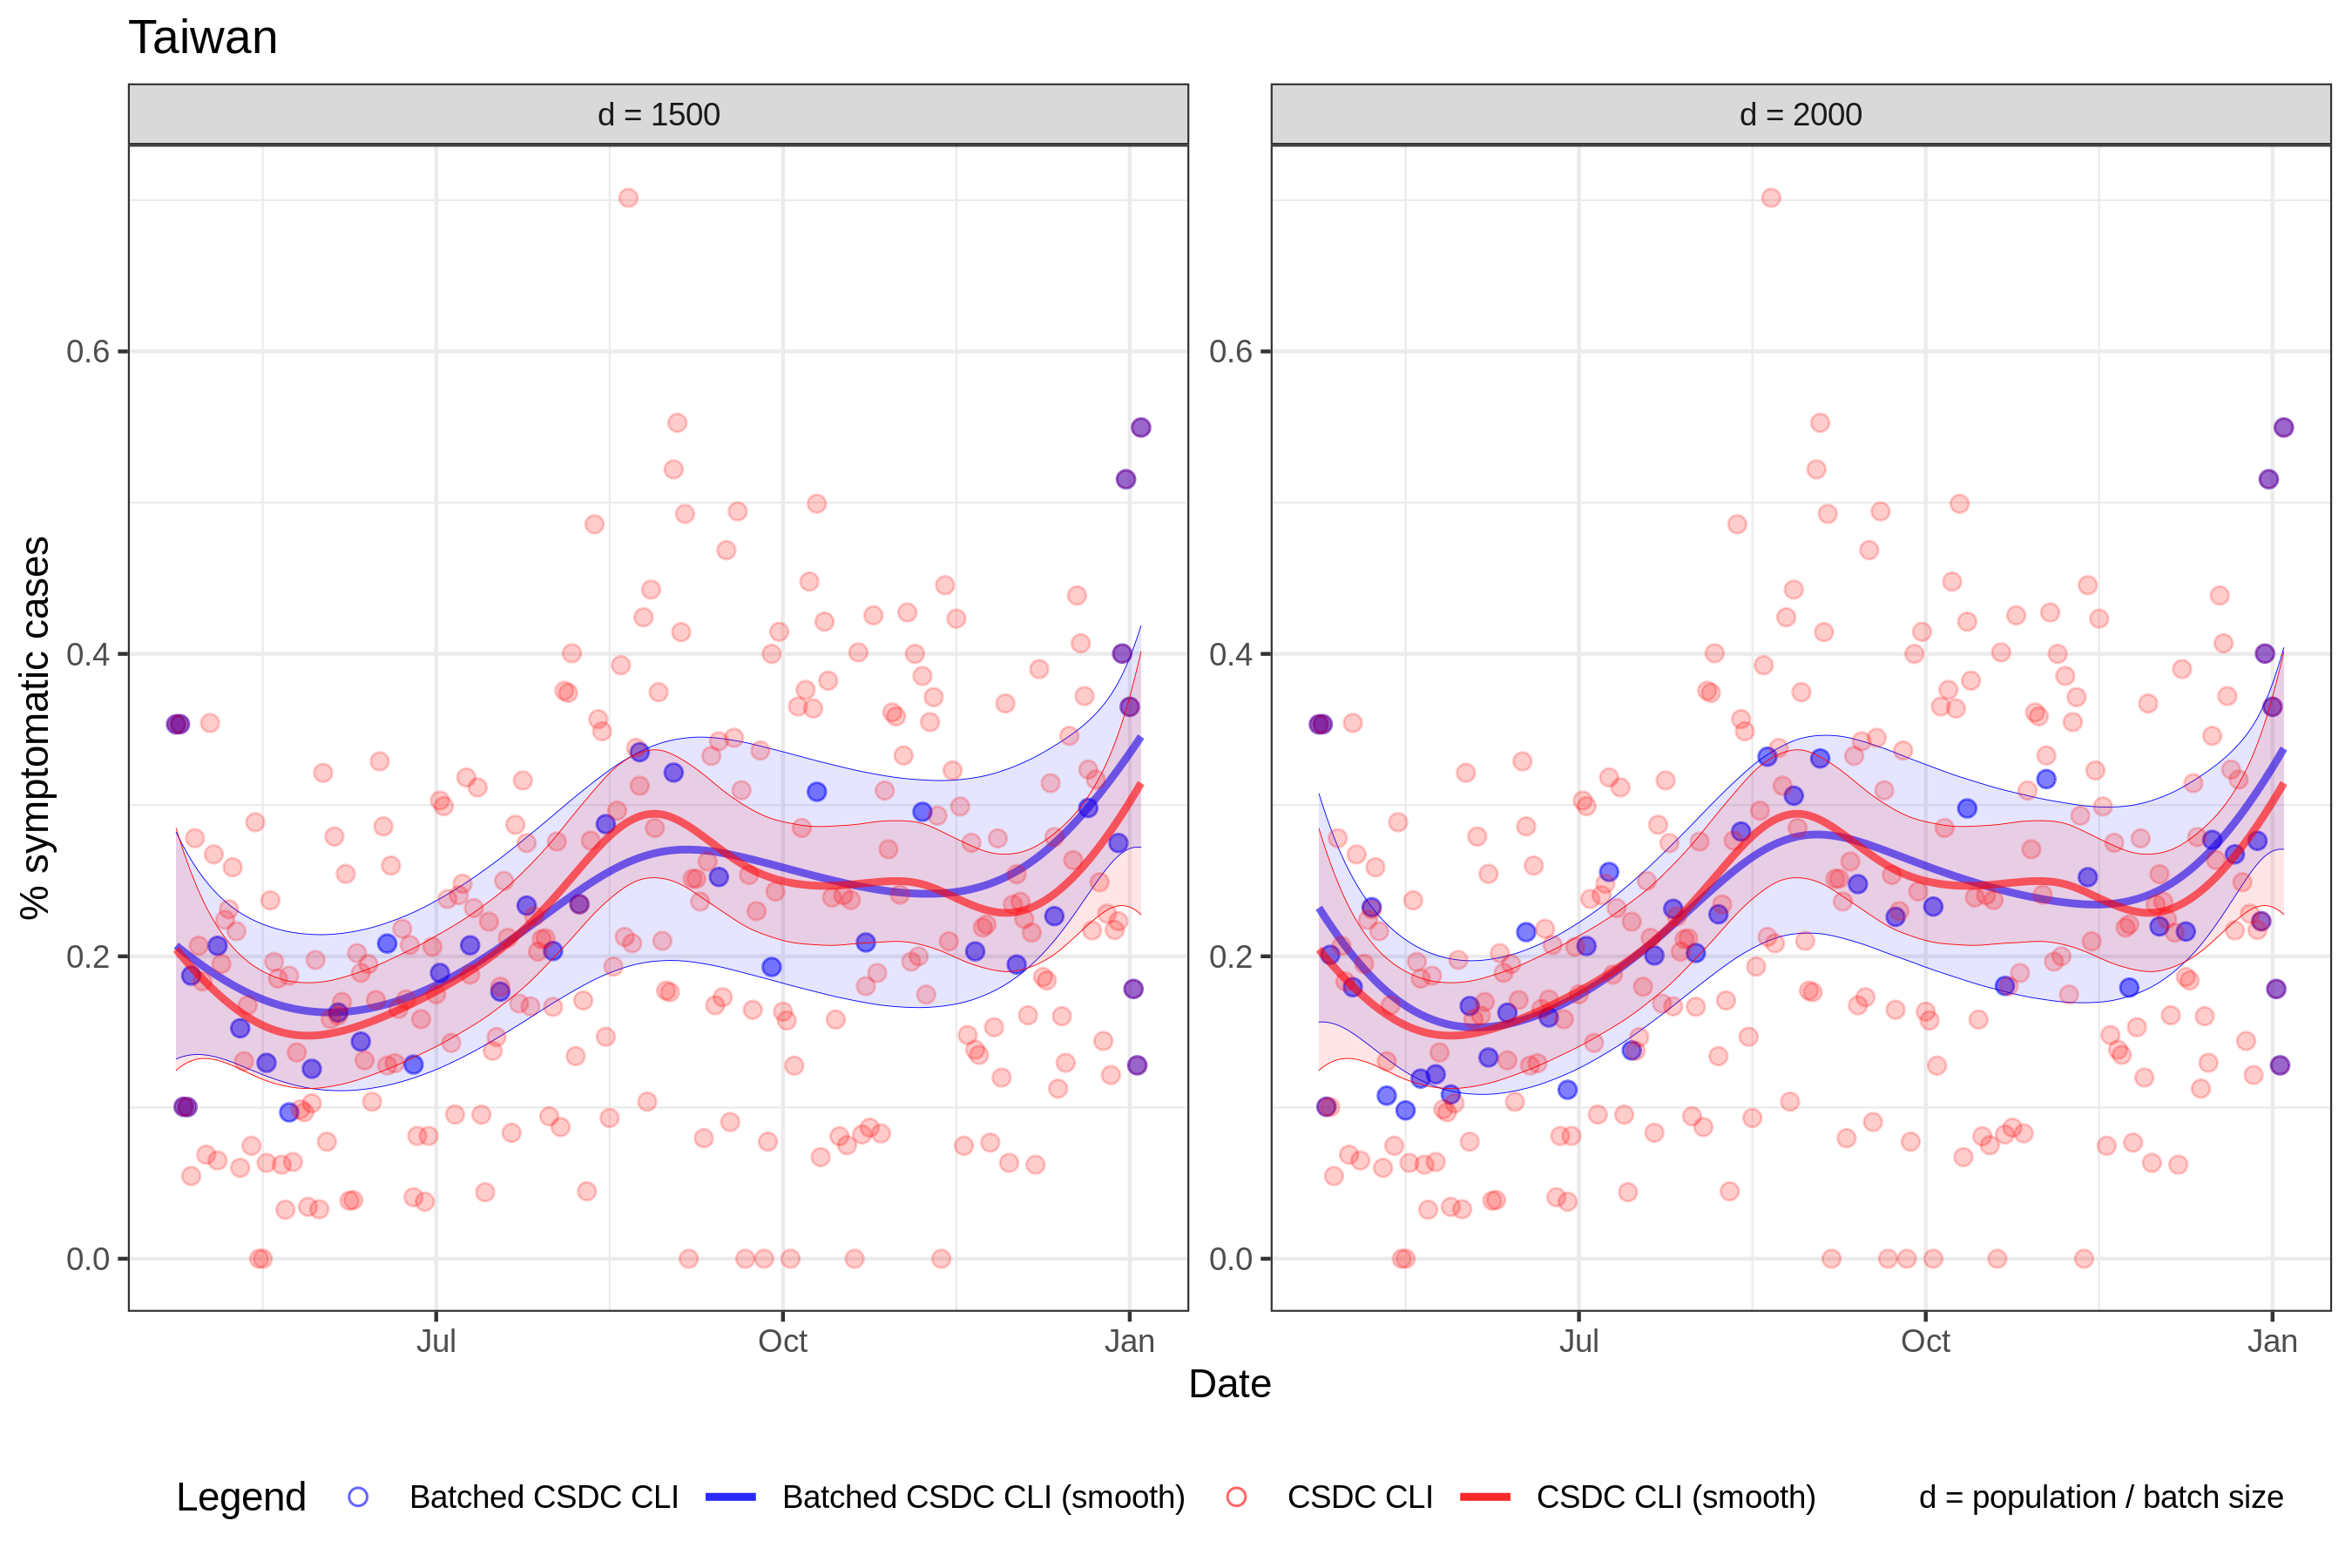 Taiwan
d = 1500
d = 2000
% symptomatic cases
0.6
0.4
0.2
0.0
0.6
0.4
0.2
0.0
Jul
Oct
Jan
Jul
Oct
Jan
Date
Legend
Batched CSDC CLI
Batched CSDC CLI (smooth)
CSDC CLI
CSDC CLI (smooth)
d = population / batch size